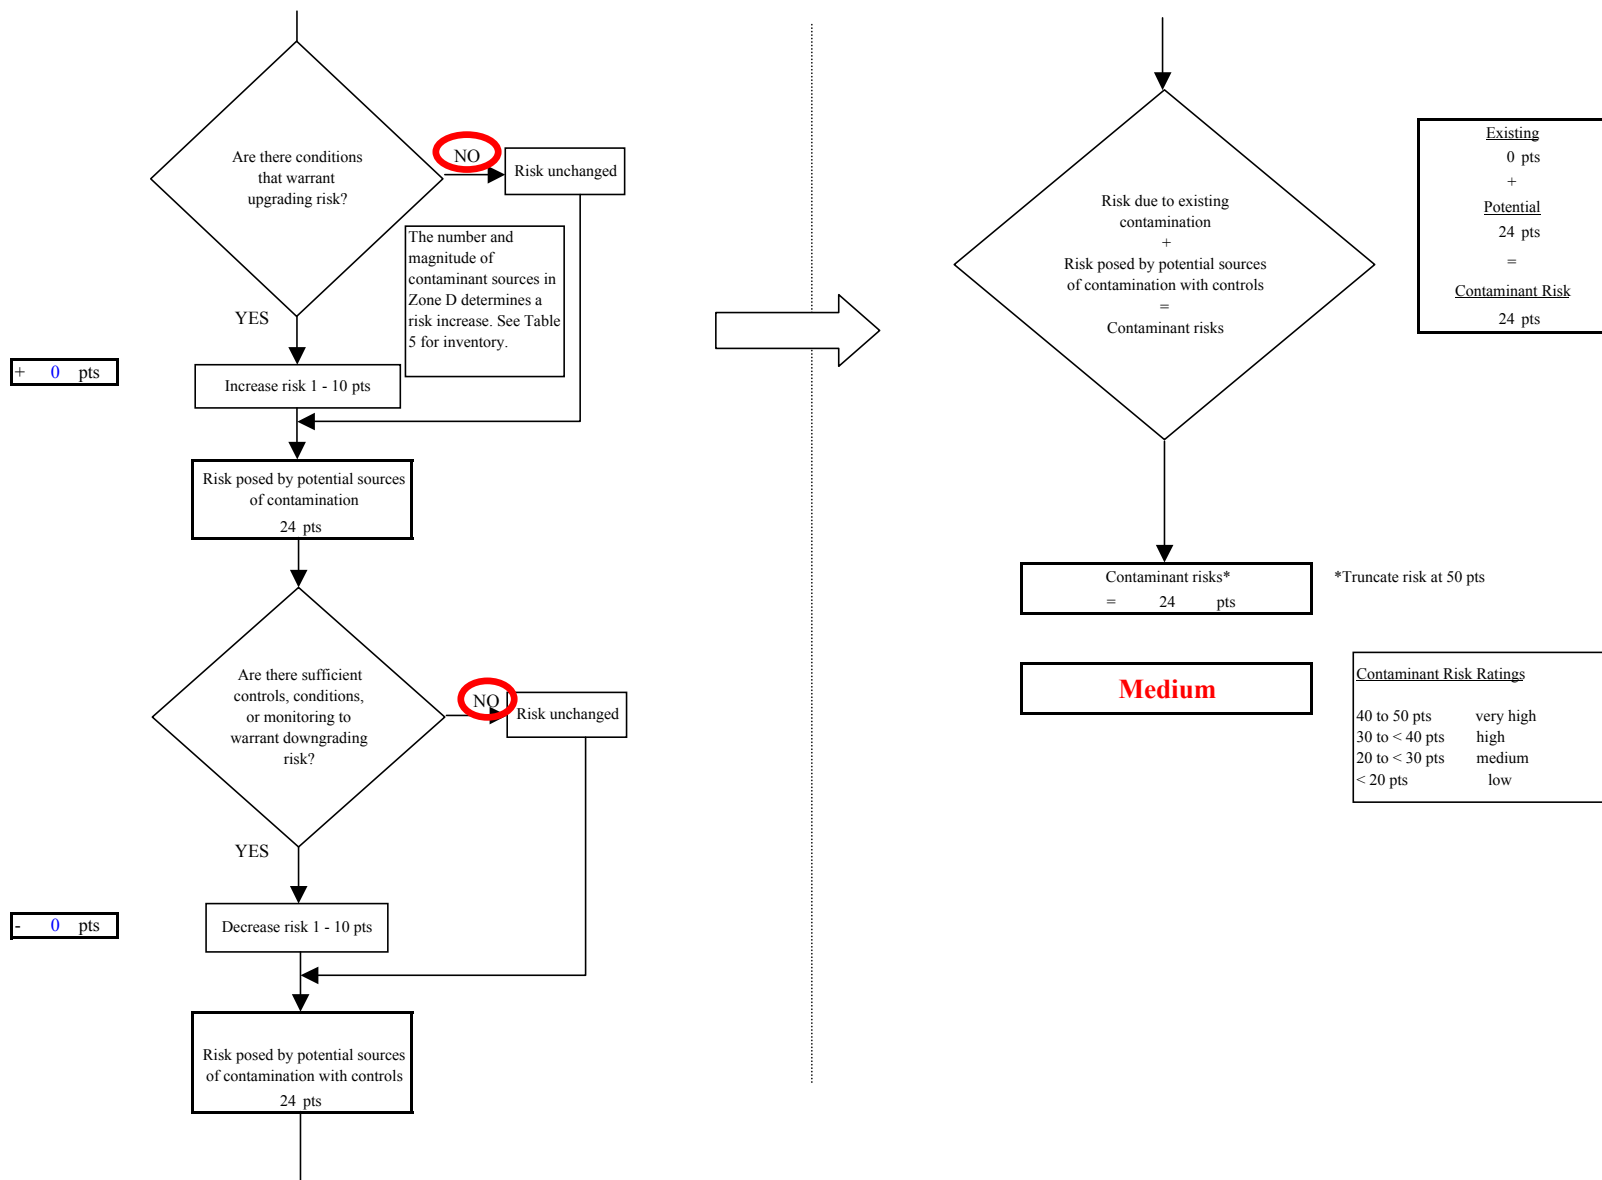 Are there conditions
that warrant
upgrading risk?
NO
Risk unchanged
The number and
magnitude of
contaminant sources in
Zone D determines a
risk increase. See Table
5 for inventory.
YES
+ 0 pts
Increase risk 1 - 10 pts
Risk posed by potential sources
of contamination
24 pts
Are there sufficient
controls, conditions,
or monitoring to
warrant downgrading
risk?
NO
Risk unchanged
YES
- 0 pts
Decrease risk 1 - 10 pts
Risk posed by potential sources
of contamination with controls
24 pts
Risk due to existing
contamination
+
Risk posed by potential sources
of contamination with controls
=
Contaminant risks
Existing
0 pts
+
Potential
24 pts
=
Contaminant Risk
24 pts
Contaminant risks*
= 24 pts
*Truncate risk at 50 pts
Medium
Contaminant Risk Ratings
40 to 50 pts very high
30 to < 40 pts high
20 to < 30 pts medium
< 20 pts low